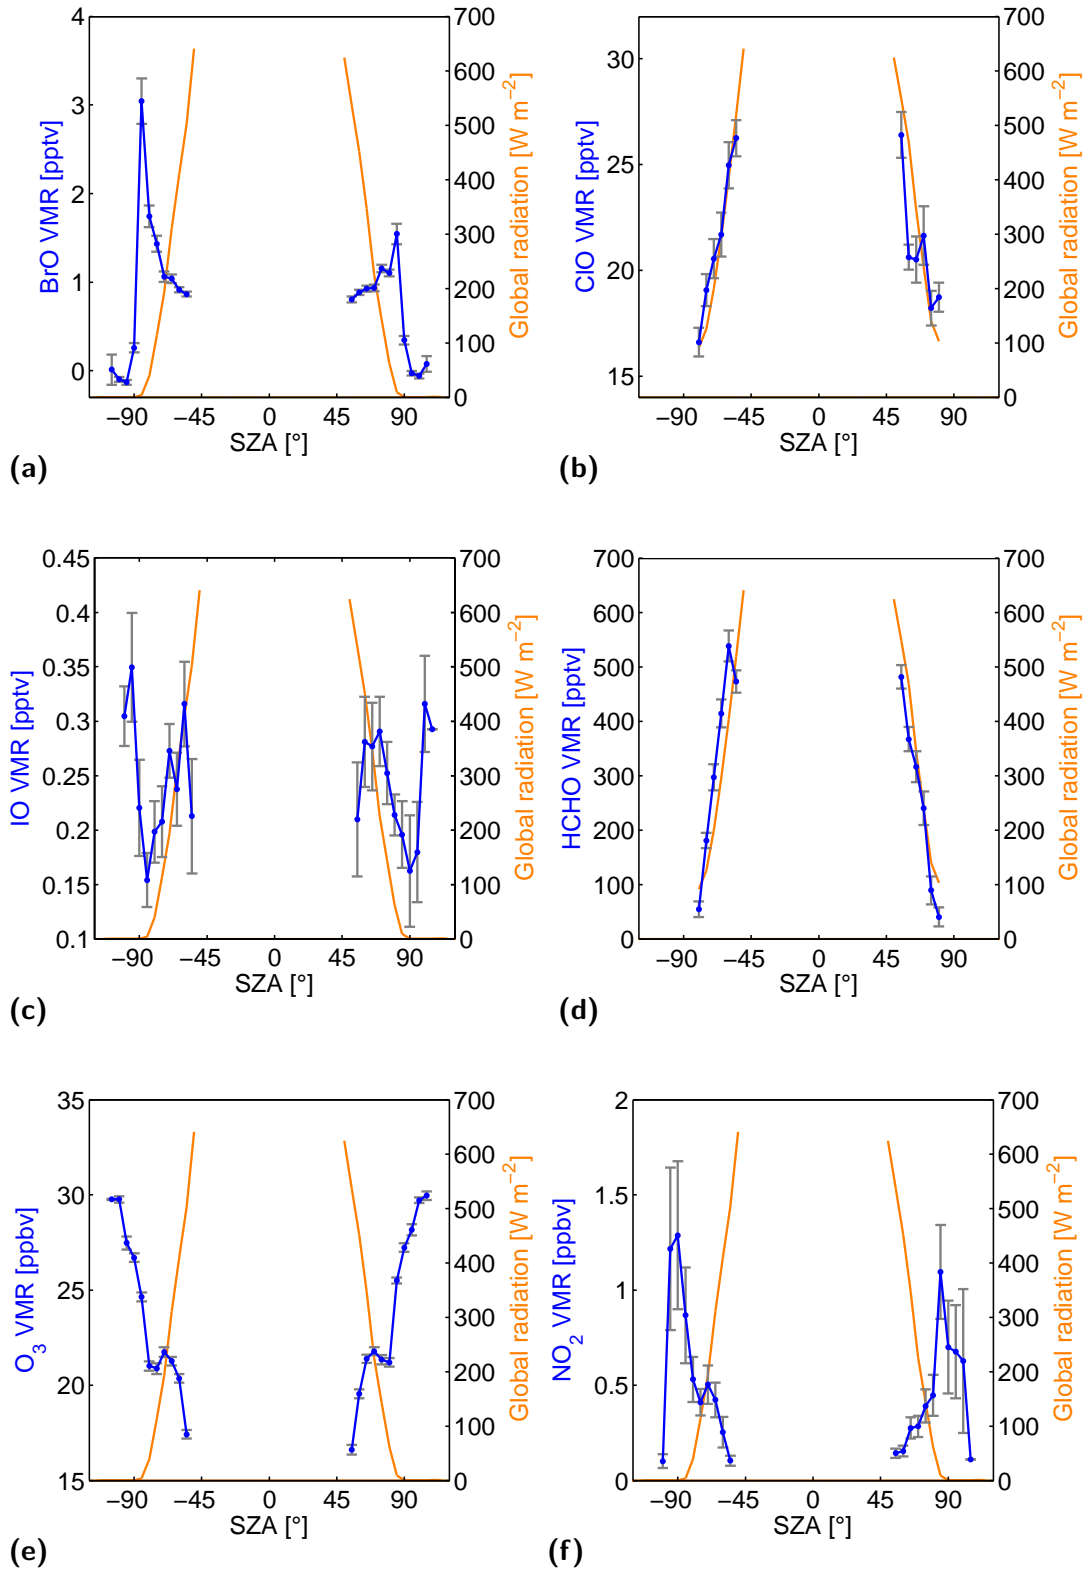 4
3
2
1
0
BrO VMR [pptv]
700
600
500
400
300
200
100
0
Global radiation [W m−2]
−90 −45 0 45 90
SZA [°]
(a)
30
25
20
15
ClO VMR [pptv]
700
600
500
400
300
200
100
0
Global radiation [W m−2]
−90 −45 0 45 90
SZA [°]
(b)
0.45
0.4
0.35
0.3
0.25
0.2
0.15
0.1
IO VMR [pptv]
700
600
500
400
300
200
100
0
Global radiation [W m−2]
−90 −45 0 45 90
SZA [°]
(c)
700
600
500
400
300
200
100
0
HCHO VMR [pptv]
700
600
500
400
300
200
100
0
Global radiation [W m−2]
−90 −45 0 45 90
SZA [°]
(d)
35
30
25
20
15
O3 VMR [ppbv]
700
600
500
400
300
200
100
0
Global radiation [W m−2]
−90 −45 0 45 90
SZA [°]
(e)
2
1.5
1
0.5
0
NO2 VMR [ppbv]
700
600
500
400
300
200
100
0
Global radiation [W m−2]
−90 −45 0 45 90
SZA [°]
(f)